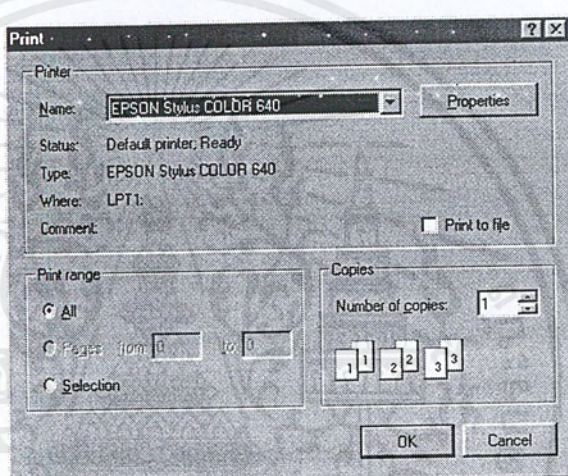 Print
Printer
Name: EPSON Stylus COLOR 640 Properties
Status: Default printer; Ready
Type: EPSON Stylus COLOR 640
Where: LPT1:
Comment: Print to file
Print range
All
Pages from: 0 to: 0
Selection
Copies
Number of copies: 1
1 1 2 2 3 3
OK Cancel